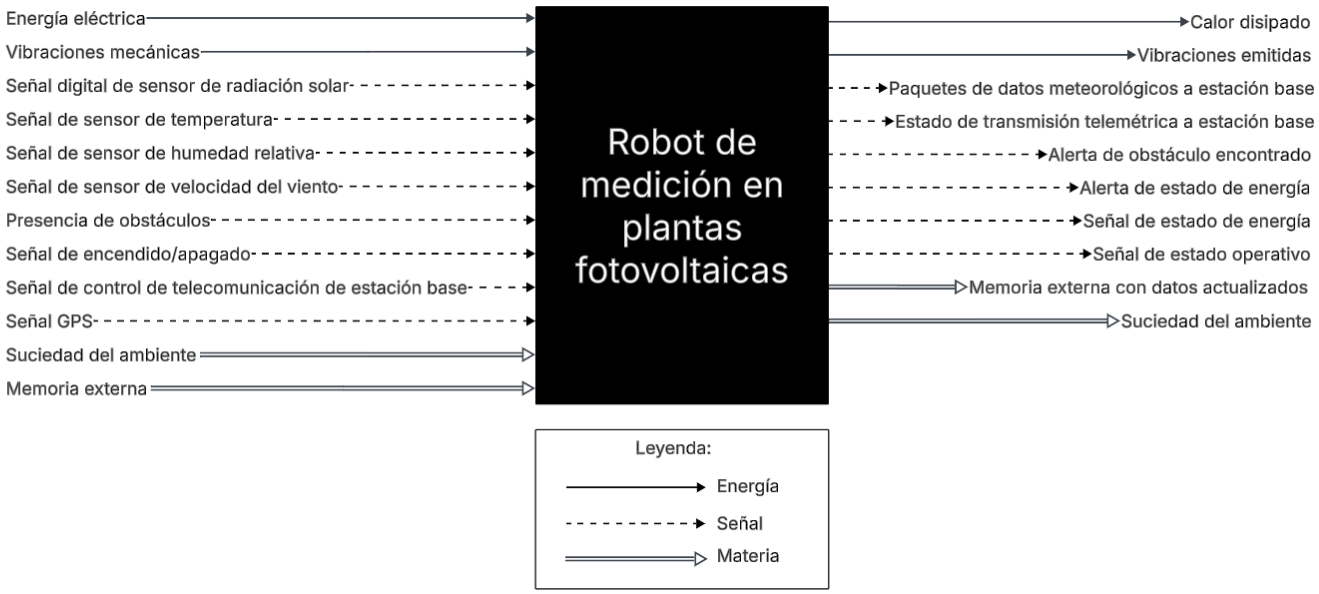 Energía eléctrica
Vibraciones mecánicas
Señal digital de sensor de radiación solar
Señal de sensor de temperatura
Señal de sensor de humedad relativa
Señal de sensor de velocidad del viento
Presencia de obstáculos
Señal de encendido/apagado
Señal de control de telecomunicación de estación base
Señal GPS
Suciedad del ambiente
Memoria externa
Robot de
medición en
plantas
fotovoltaicas
Calor disipado
Vibraciones emitidas
Paquetes de datos meteorológicos a estación base
Estado de transmisión telemétrica a estación base
Alerta de obstáculo encontrado
Alerta de estado de energía
Señal de estado de energía
Señal de estado operativo
Memoria externa con datos actualizados
Suciedad del ambiente
Leyenda:
Energía
Señal
Materia